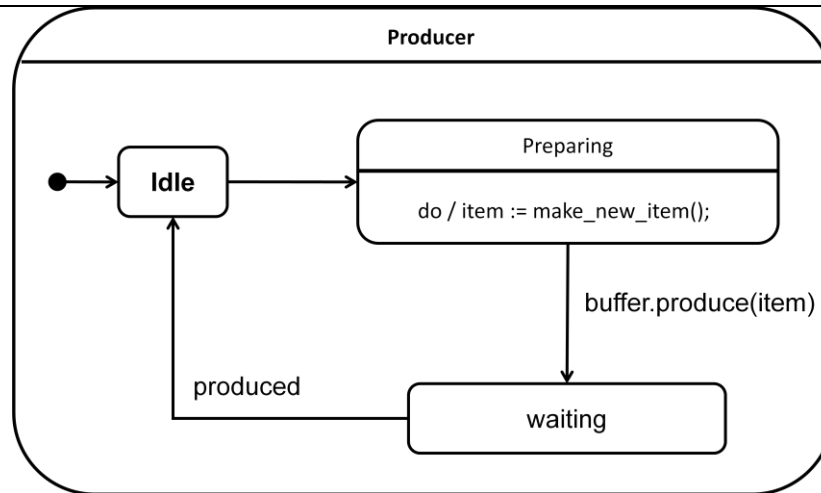 Producer
Preparing
Idle
do / item := make_new_item();
buffer.produce(item)
produced
waiting